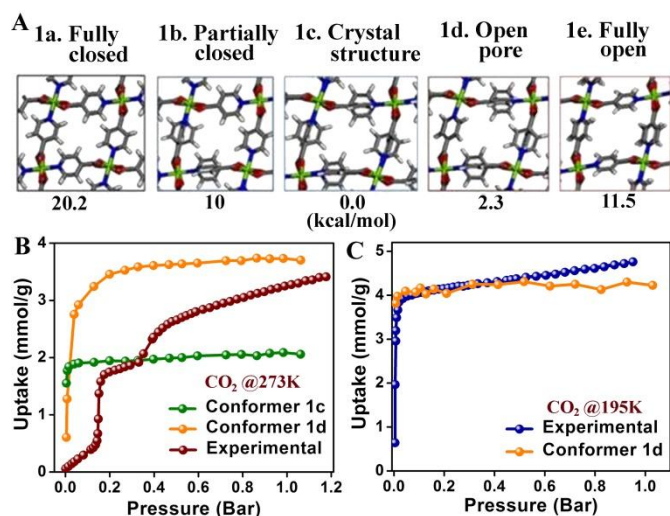 A
1a. Fully closed
1b. Partially closed
1c. Crystal structure
1d. Open pore
1e. Fully open
20.2
10
0.0
2.3
11.5
(kcal/mol)
B
Uptake (mmol/g)
4
3
2
1
0
CO₂ @273K
Conformer 1c
Conformer 1d
Experimental
0.0 0.2 0.4 0.6 0.8 1.0 1.2
Pressure (Bar)
C
Uptake (mmol/g)
5
4
3
2
1
0
CO₂ @195K
Experimental
Conformer 1d
0.0 0.2 0.4 0.6 0.8 1.0
Pressure (Bar)